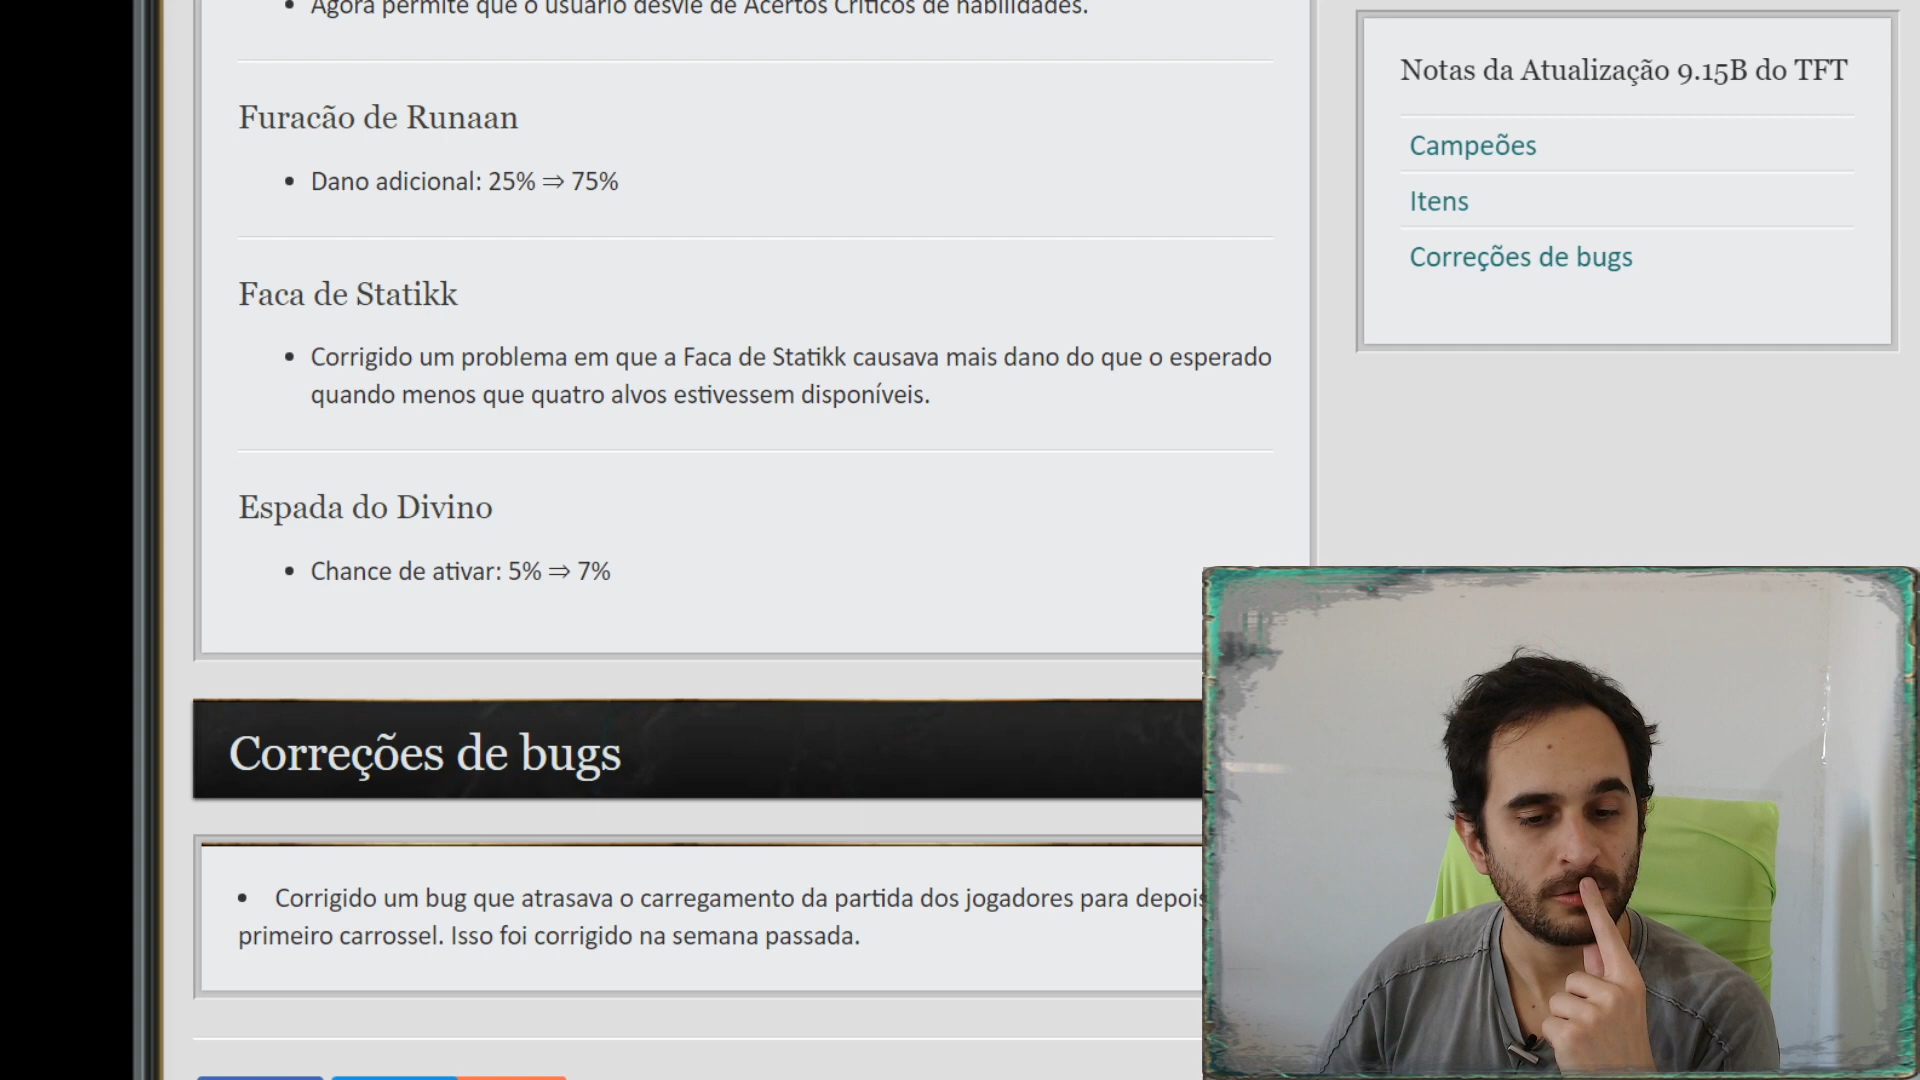 Agora permite que o usuário desvie de Acertos Críticos de habilidades.
Furacão de Runaan
Dano adicional: 25% ⇒ 75%
Faca de Statikk
Corrigido um problema em que a Faca de Statikk causava mais dano do que o esperado
quando menos que quatro alvos estivessem disponíveis.
Espada do Divino
Chance de ativar: 5% ⇒ 7%
Correções de bugs
Corrigido um bug que atrasava o carregamento da partida dos jogadores para depois
primeiro carrossel. Isso foi corrigido na semana passada.
Notas da Atualização 9.15B do TFT
Campeões
Itens
Correções de bugs